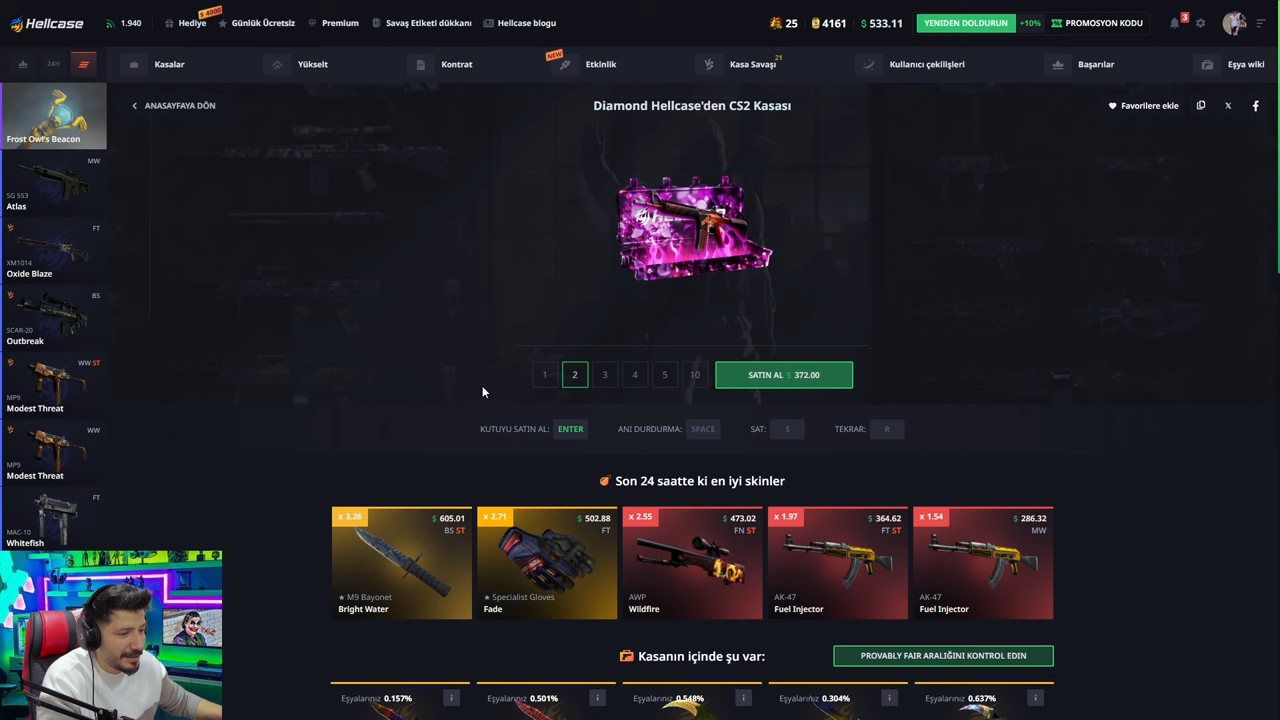 Hellcase
1.940
Hediye
$ 4000
Günlük Ücretsiz
Premium
Savaş Etiketi dükkanı
Hellcase blogu
25
4161
$ 533.11
YENİDEN DOLDURUN
+10%
PROMOSYON KODU
3
24H
Kasalar
Yükselt
Kontrat
NEW
Etkinlik
Kasa Savaşı
21
Kullanıcı çekilişleri
Başarılar
Eşya wiki
ANASAYFAYA DÖN
Diamond Hellcase'den CS2 Kasası
Favorilere ekle
Frost Owl's Beacon
MW
SG 553
Atlas
FT
XM1014
Oxide Blaze
BS
SCAR-20
Outbreak
WW ST
MP9
Modest Threat
WW
MP9
Modest Threat
FT
MAC-10
Whitefish
1
2
3
4
5
10
SATIN AL $ 372.00
KUTUYU SATIN AL: ENTER
ANI DURDURMA: SPACE
SAT: S
TEKRAR: R
Son 24 saatte ki en iyi skinler
x 3.26
$ 605.01
BS ST
★ M9 Bayonet
Bright Water
x 2.71
$ 502.88
FT
★ Specialist Gloves
Fade
x 2.55
$ 473.02
FN ST
AWP
Wildfire
x 1.97
$ 364.62
FT ST
AK-47
Fuel Injector
x 1.54
$ 286.32
MW
AK-47
Fuel Injector
Kasanın içinde şu var:
PROVABLY FAIR ARALIĞINI KONTROL EDIN
Eşyalarınız 0.157%
Eşyalarınız 0.501%
Eşyalarınız 0.548%
Eşyalarınız 0.304%
Eşyalarınız 0.637%